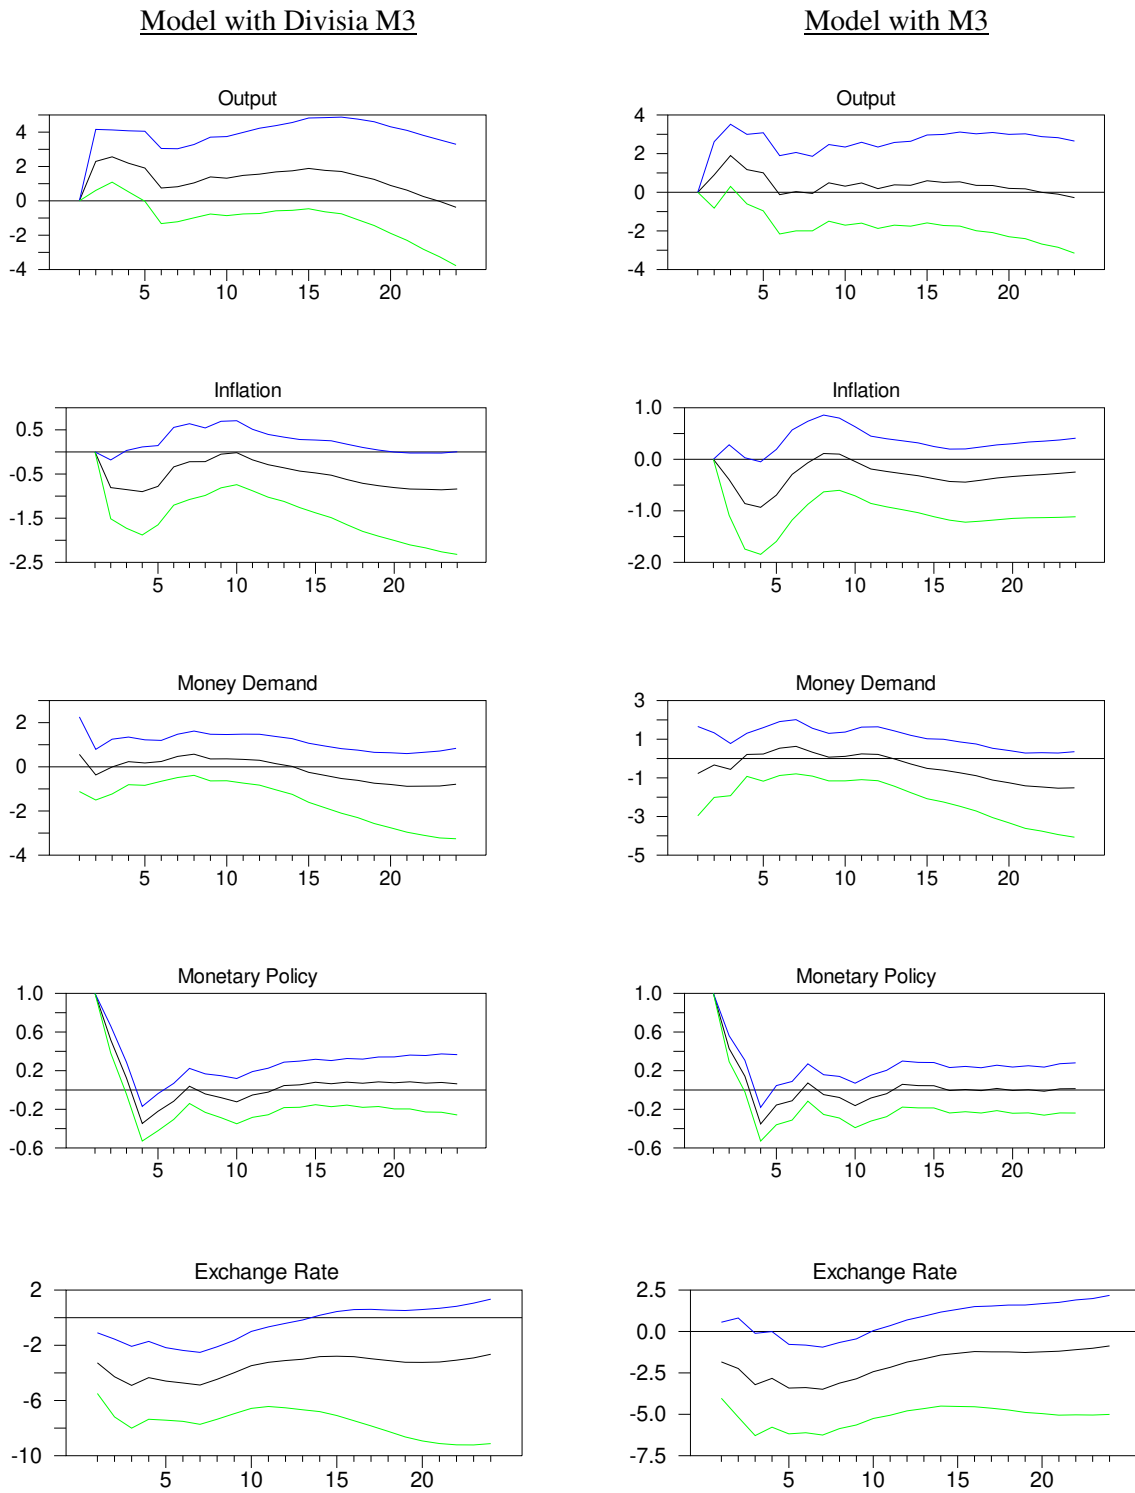 Model with Divisia M3 Model with M3
Output Output
4 4
2 2
0 0
-2 -2
-4 -4
5 10 15 20 5 10 15 20
Inflation Inflation
0.5 1.0
-0.5 0.0
-1.5 -1.0
-2.5 -2.0
5 10 15 20 5 10 15 20
Money Demand Money Demand
2 3
0 1
-2 -1
-4 -3
-5
5 10 15 20 5 10 15 20
Monetary Policy Monetary Policy
1.0 1.0
0.6 0.6
0.2 0.2
-0.2 -0.2
-0.6 -0.6
5 10 15 20 5 10 15 20
Exchange Rate Exchange Rate
2 2.5
-2 0.0
-6 -2.5
-10 -5.0
-7.5
5 10 15 20 5 10 15 20